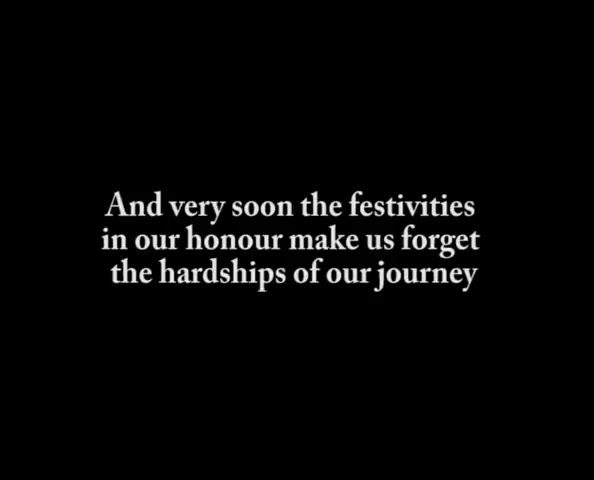 And very soon the festivities
in our honour make us forget
the hardships of our journey